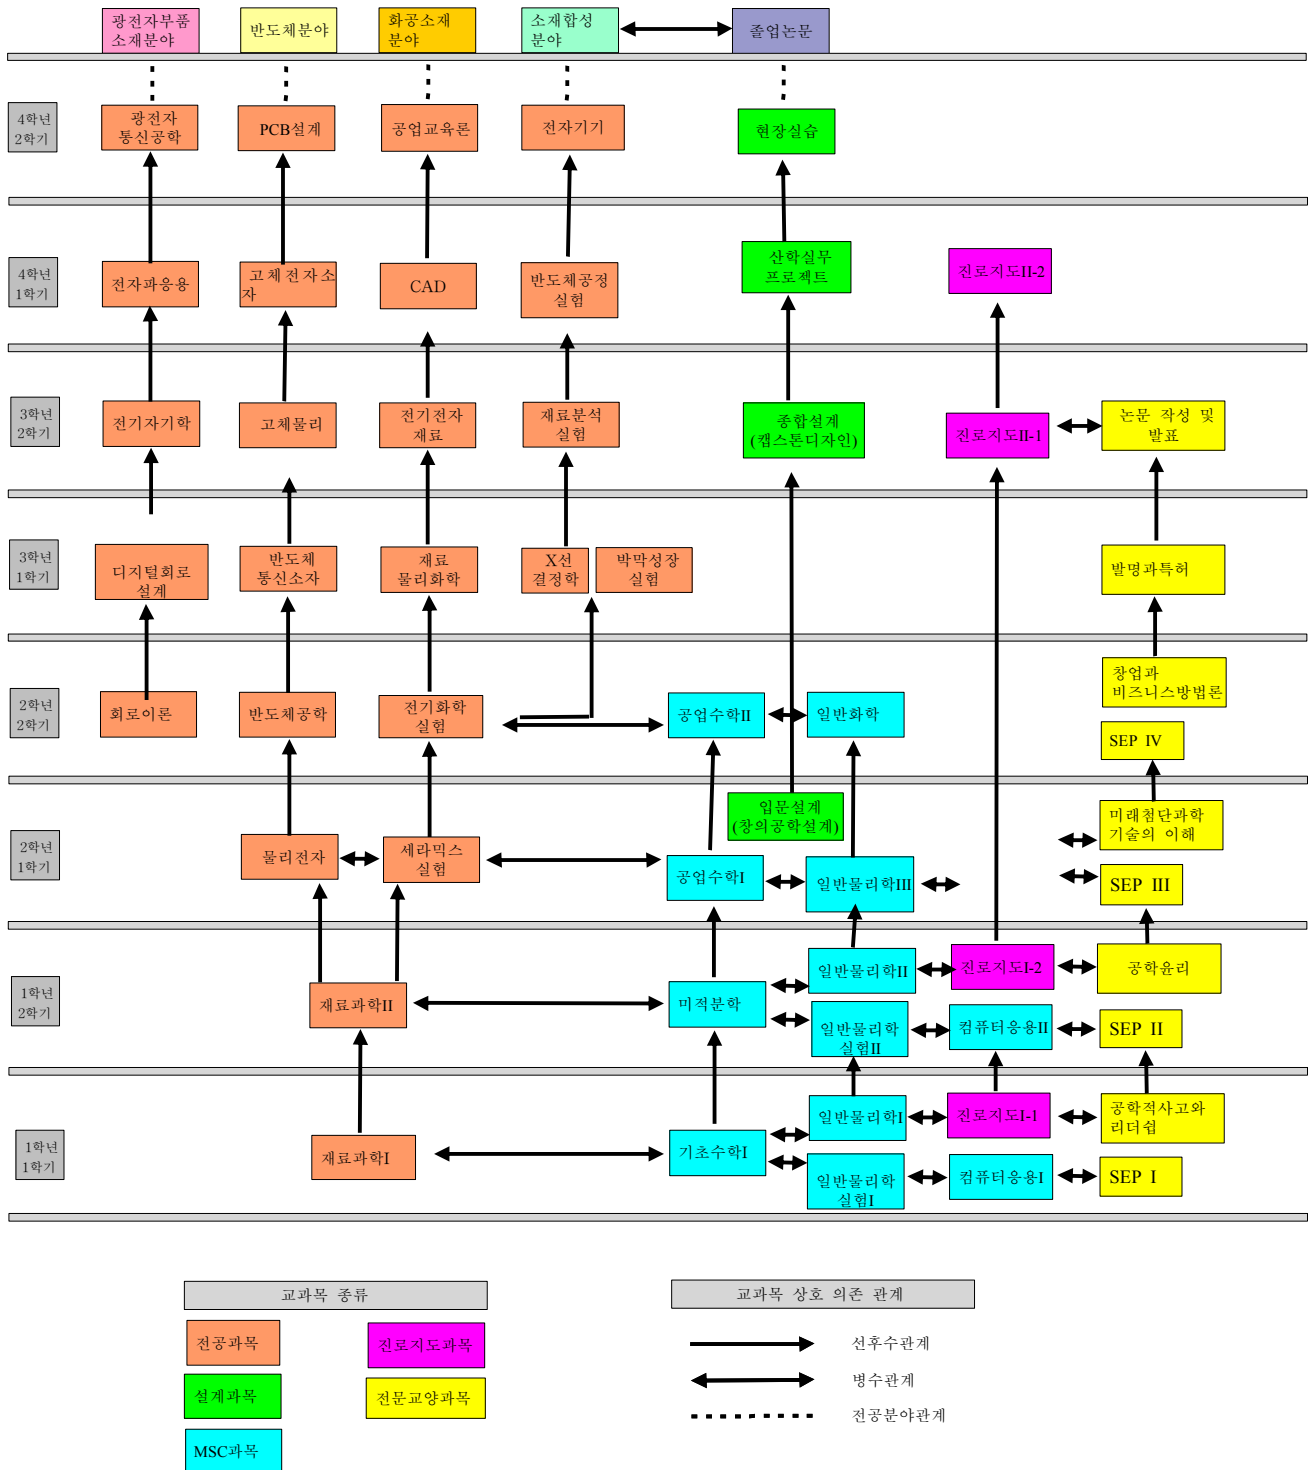 광전자부품
소재분야
반도체분야
화공소재
분야
소재합성
분야
졸업논문
4학년
2학기
광전자
통신공학
PCB설계
공업교육론
전자기기
현장실습
4학년
1학기
전자파응용
고체전자소
자
CAD
반도체공정
실험
산학실무
프로젝트
진로지도II-2
3학년
2학기
전기자기학
고체물리
전기전자
재료
재료분석
실험
종합설계
(캡스톤디자인)
진로지도II-1
논문 작성 및
발표
3학년
1학기
디지털회로
설계
반도체
통신소자
재료
물리화학
X선
결정학
박막성장
실험
발명과특허
2학년
2학기
회로이론
반도체공학
전기화학
실험
공업수학II
일반화학
창업과
비즈니스방법론
SEP IV
2학년
1학기
물리전자
세라믹스
실험
공업수학I
입문설계
(창의공학설계)
일반물리학III
미래첨단과학
기술의 이해
SEP III
1학년
2학기
재료과학II
미적분학
일반물리학II
진로지도I-2
공학윤리
일반물리학
실험II
컴퓨터응용II
SEP II
1학년
1학기
재료과학I
기초수학I
일반물리학I
진로지도I-1
공학적사고와
리더쉽
일반물리학
실험I
컴퓨터응용I
SEP I
교과목 종류
전공과목
진로지도과목
설계과목
전문교양과목
MSC과목
교과목 상호 의존 관계
선후수관계
병수관계
전공분야관계